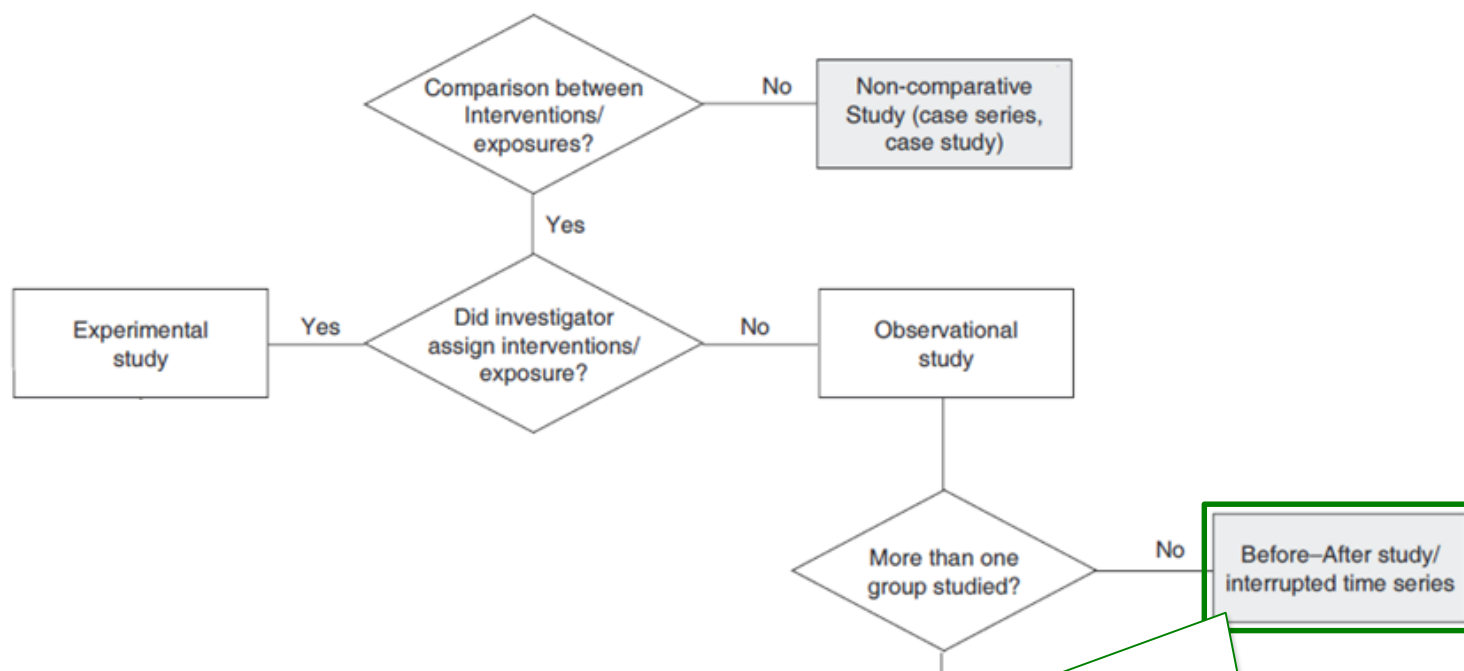 Comparison between
Interventions/
exposures?
No
Non-comparative
Study (case series,
case study)
Yes
Experimental
study
Yes
Did investigator
assign interventions/
exposure?
No
Observational
study
More than one
group studied?
No
Before–After study/
interrupted time series